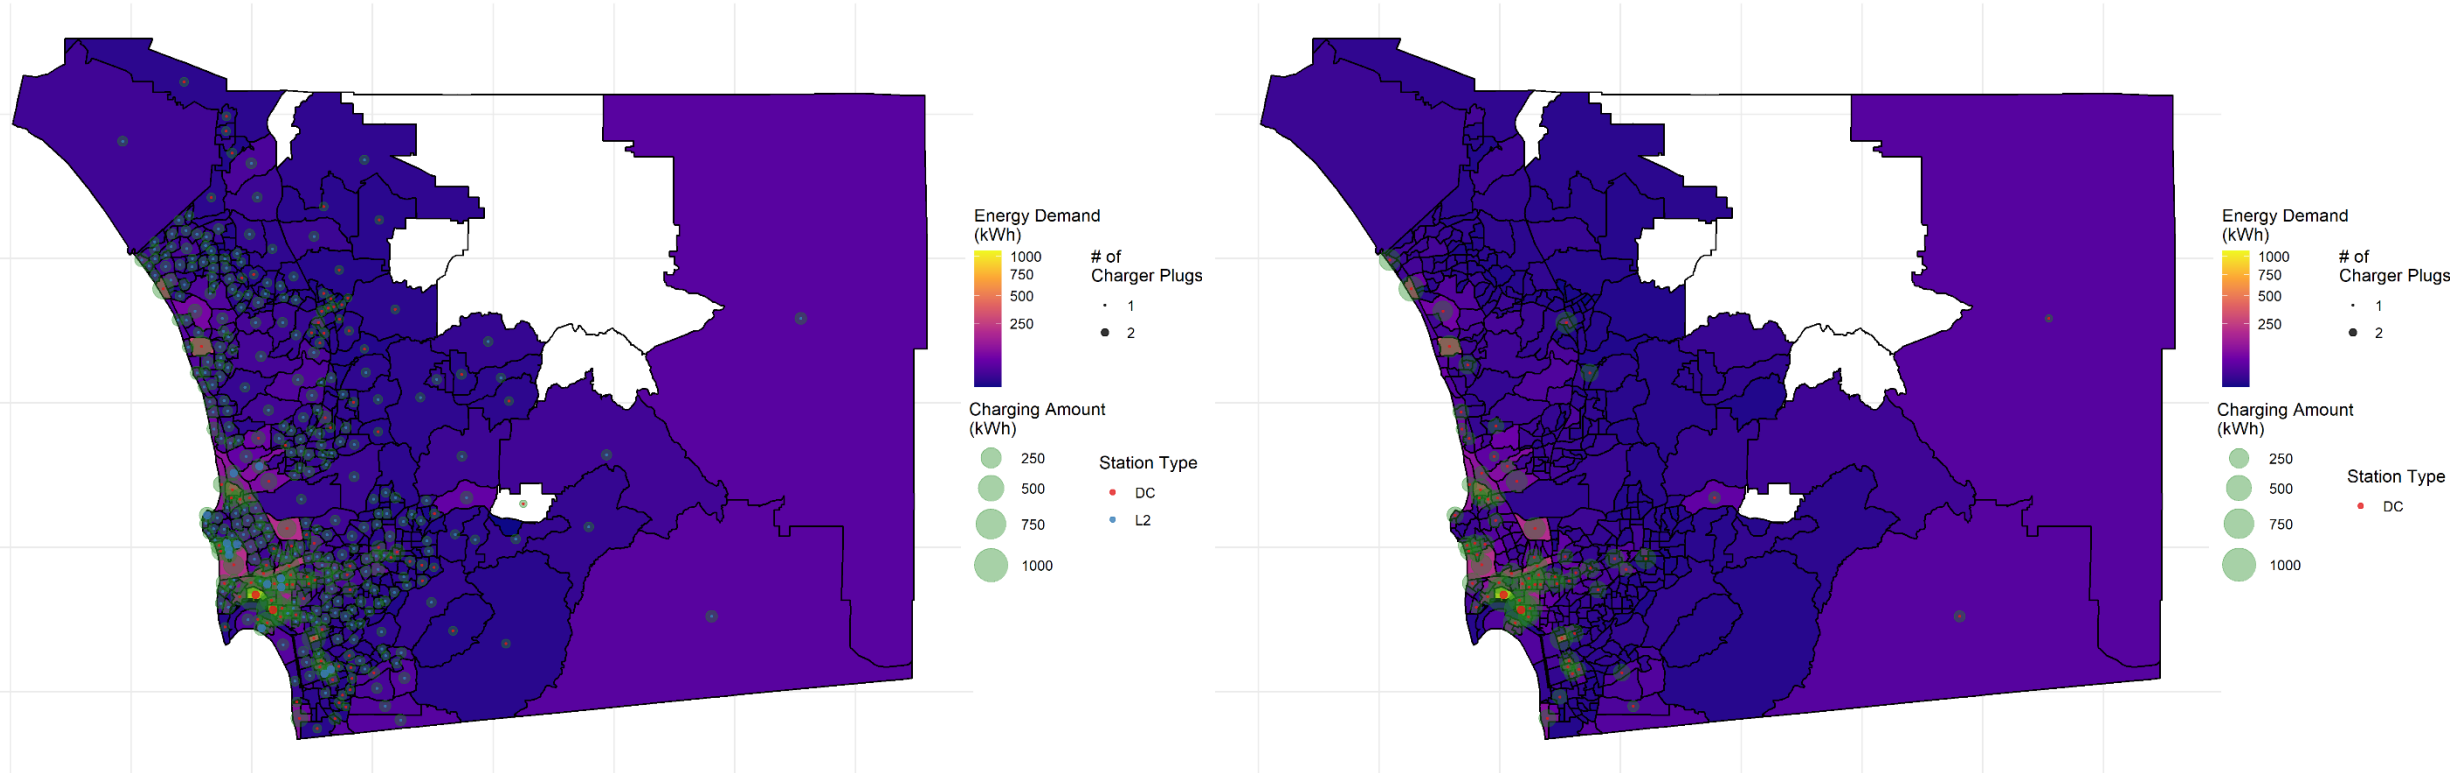 Energy Demand
(kWh)
1000
750
500
250
# of
Charger Plugs
1
2
Charging Amount
(kWh)
250
500
750
1000
Station Type
DC
L2
Energy Demand
(kWh)
1000
750
500
250
# of
Charger Plugs
1
2
Charging Amount
(kWh)
250
500
750
1000
Station Type
DC